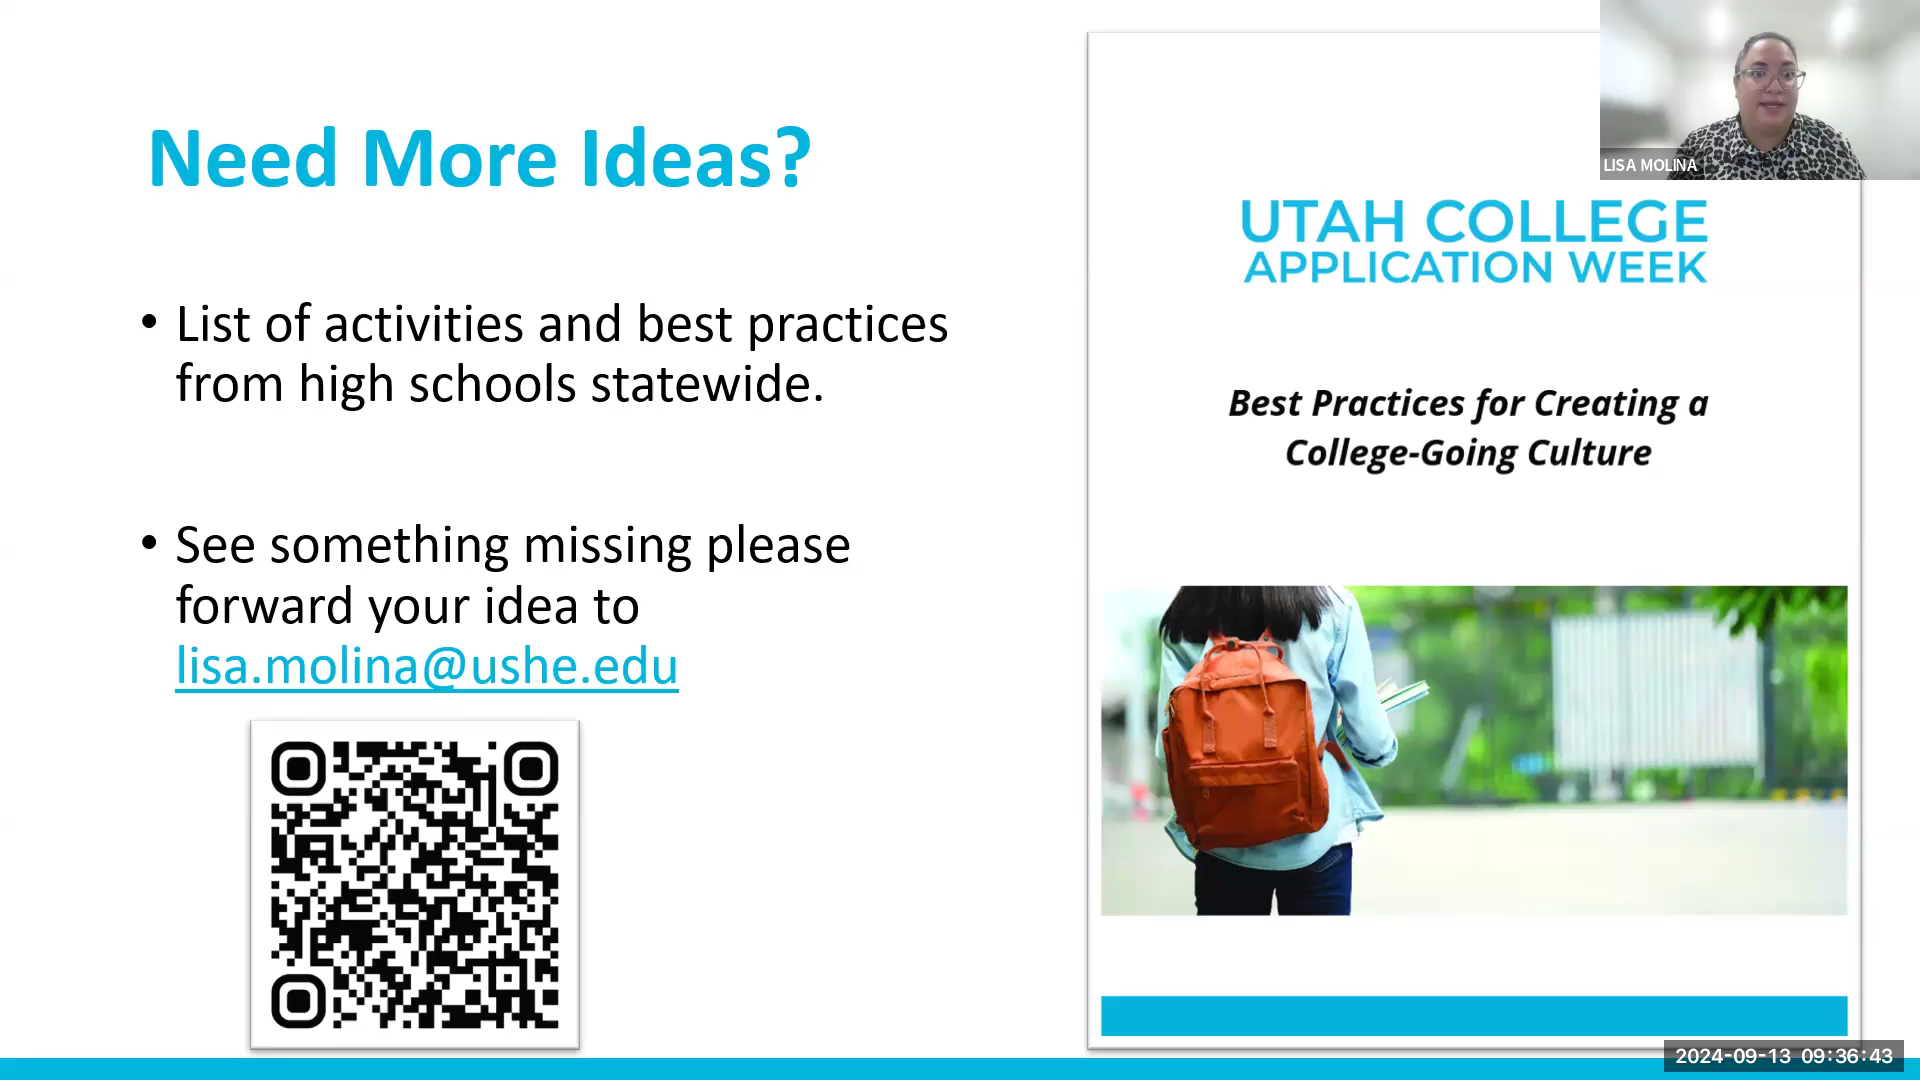 Need More Ideas?
• List of activities and best practices
from high schools statewide.
• See something missing please
forward your idea to
lisa.molina@ushe.edu
UTAH COLLEGE
APPLICATION WEEK
Best Practices for Creating a
College-Going Culture
LISA MOLINA
2024-09-13 09:36:43